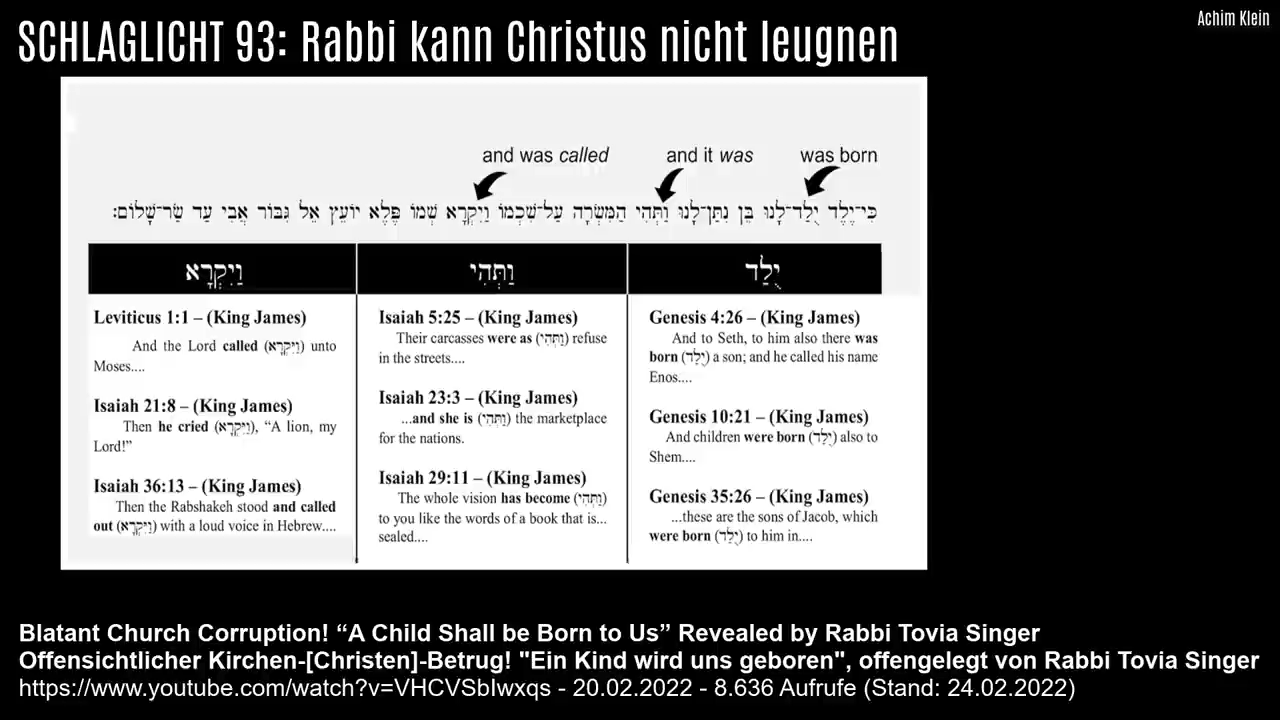 Achim Klein
SCHLAGLICHT 93: Rabbi kann Christus nicht leugnen
and was called
and it was
was born
כִּי־יֶלֶד יֻלַּד־לָנוּ בֵּן נִתַּן־לָנוּ וַתְּהִי הַמִּשְׂרָה עַל־שִׁכְמוֹ וַיִּקְרָא שְׁמוֹ פֶּלֶא יוֹעֵץ אֵל גִּבּוֹר אֲבִי עַד שַׂר־שָׁלוֹם׃
וַיִּקְרָא
Leviticus 1:1 – (King James)
And the Lord called (וַיִּקְרָא) unto
Moses....
Isaiah 21:8 – (King James)
Then he cried (וַיִּקְרָא), “A lion, my
Lord!”
Isaiah 36:13 – (King James)
Then the Rabshakeh stood and called
out (וַיִּקְרָא) with a loud voice in Hebrew....
וַתְּהִי
Isaiah 5:25 – (King James)
Their carcasses were as (וַתְּהִי) refuse
in the streets....
Isaiah 23:3 – (King James)
...and she is (וַתְּהִי) the marketplace
for the nations.
Isaiah 29:11 – (King James)
The whole vision has become (וַתְּהִי)
to you like the words of a book that is...
sealed....
יֻלַּד
Genesis 4:26 – (King James)
And to Seth, to him also there was
born (יֻלַּד) a son; and he called his name
Enos....
Genesis 10:21 – (King James)
And children were born (יֻלַּד) also to
Shem....
Genesis 35:26 – (King James)
...these are the sons of Jacob, which
were born (יֻלַּד) to him in....
Blatant Church Corruption! “A Child Shall be Born to Us” Revealed by Rabbi Tovia Singer
Offensichtlicher Kirchen-[Christen]-Betrug! "Ein Kind wird uns geboren", offengelegt von Rabbi Tovia Singer
https://www.youtube.com/watch?v=VHCVSbIwxqs - 20.02.2022 - 8.636 Aufrufe (Stand: 24.02.2022)